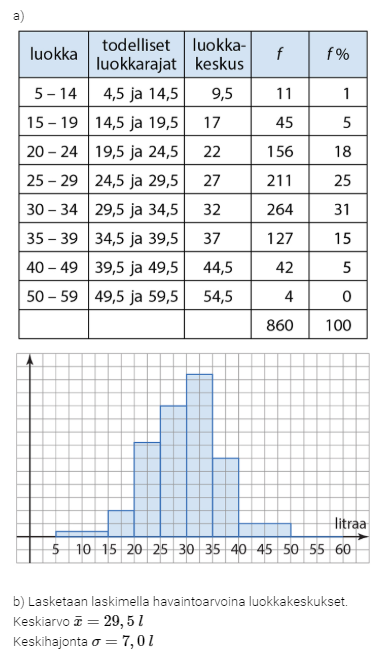 a)
luokka todelliset luokkarajat luokka-keskus f f %
5 – 14 4,5 ja 14,5 9,5 11 1
15 – 19 14,5 ja 19,5 17 45 5
20 – 24 19,5 ja 24,5 22 156 18
25 – 29 24,5 ja 29,5 27 211 25
30 – 34 29,5 ja 34,5 32 264 31
35 – 39 34,5 ja 39,5 37 127 15
40 – 49 39,5 ja 49,5 44,5 42 5
50 – 59 49,5 ja 59,5 54,5 4 0
860 100
litraa
5 10 15 20 25 30 35 40 45 50 55 60
b) Lasketaan laskimella havaintoarvoina luokkakeskukset.
Keskiarvo x̄ = 29, 5 l
Keskihajonta σ = 7, 0 l